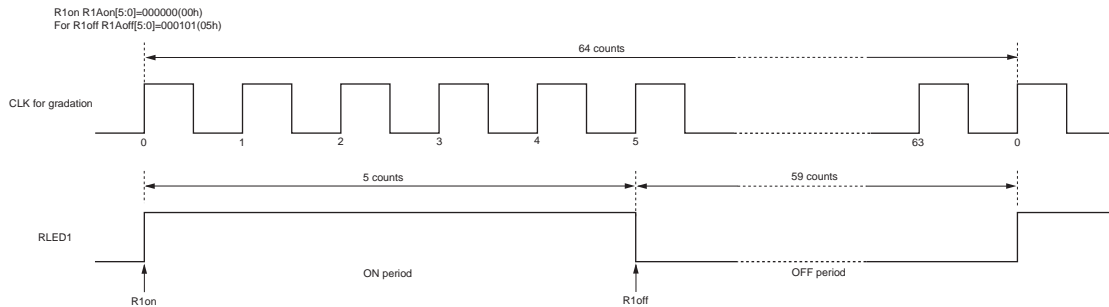 R1on R1Aon[5:0]=000000(00h)
For R1off R1Aoff[5:0]=000101(05h)
64 counts
CLK for gradation
0 1 2 3 4 5 63 0
5 counts 59 counts
RLED1
ON period OFF period
R1on R1off